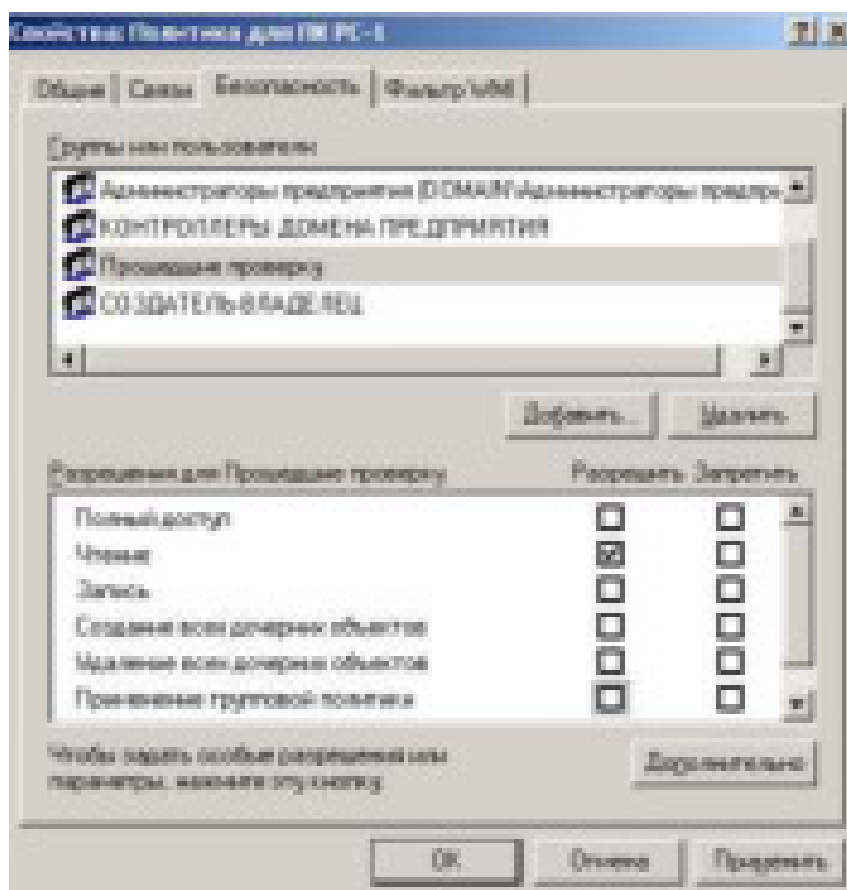 Свойства: Политика для ПК PC-1
Общие Связи Безопасность Фильтр WMI
Группы или пользователи
Администраторы предприятия (DOMAIN\Администраторы предпр
КОНТРОЛЛЕРЫ ДОМЕНА ПРЕДПРИЯТИЯ
Прошедшие проверку
СОЗДАТЕЛЬ-ВЛАДЕЛЕЦ
Добавить... Удалить
Разрешения для Прошедшие проверку Разрешить Запретить
Полный доступ
Чтение
Запись
Создание всех дочерних объектов
Удаление всех дочерних объектов
Применение групповой политики
Чтобы задать особые разрешения или
параметры, нажмите эту кнопку.
Дополнительно
OK Отмена Применить